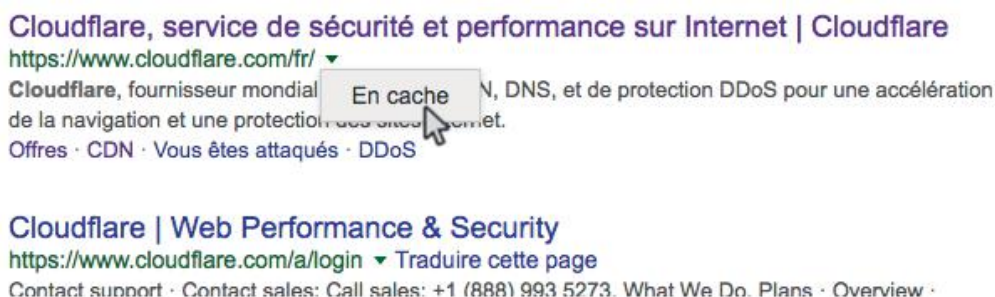 Cloudflare, service de sécurité et performance sur Internet | Cloudflare
https://www.cloudflare.com/fr/
Cloudflare, fournisseur mondial N, DNS, et de protection DDoS pour une accélération
En cache
de la navigation et une protection des sites Internet.
Offres · CDN · Vous êtes attaqués · DDoS
Cloudflare | Web Performance & Security
https://www.cloudflare.com/a/login Traduire cette page
Contact support · Contact sales: Call sales: +1 (888) 993 5273. What We Do. Plans · Overview ·